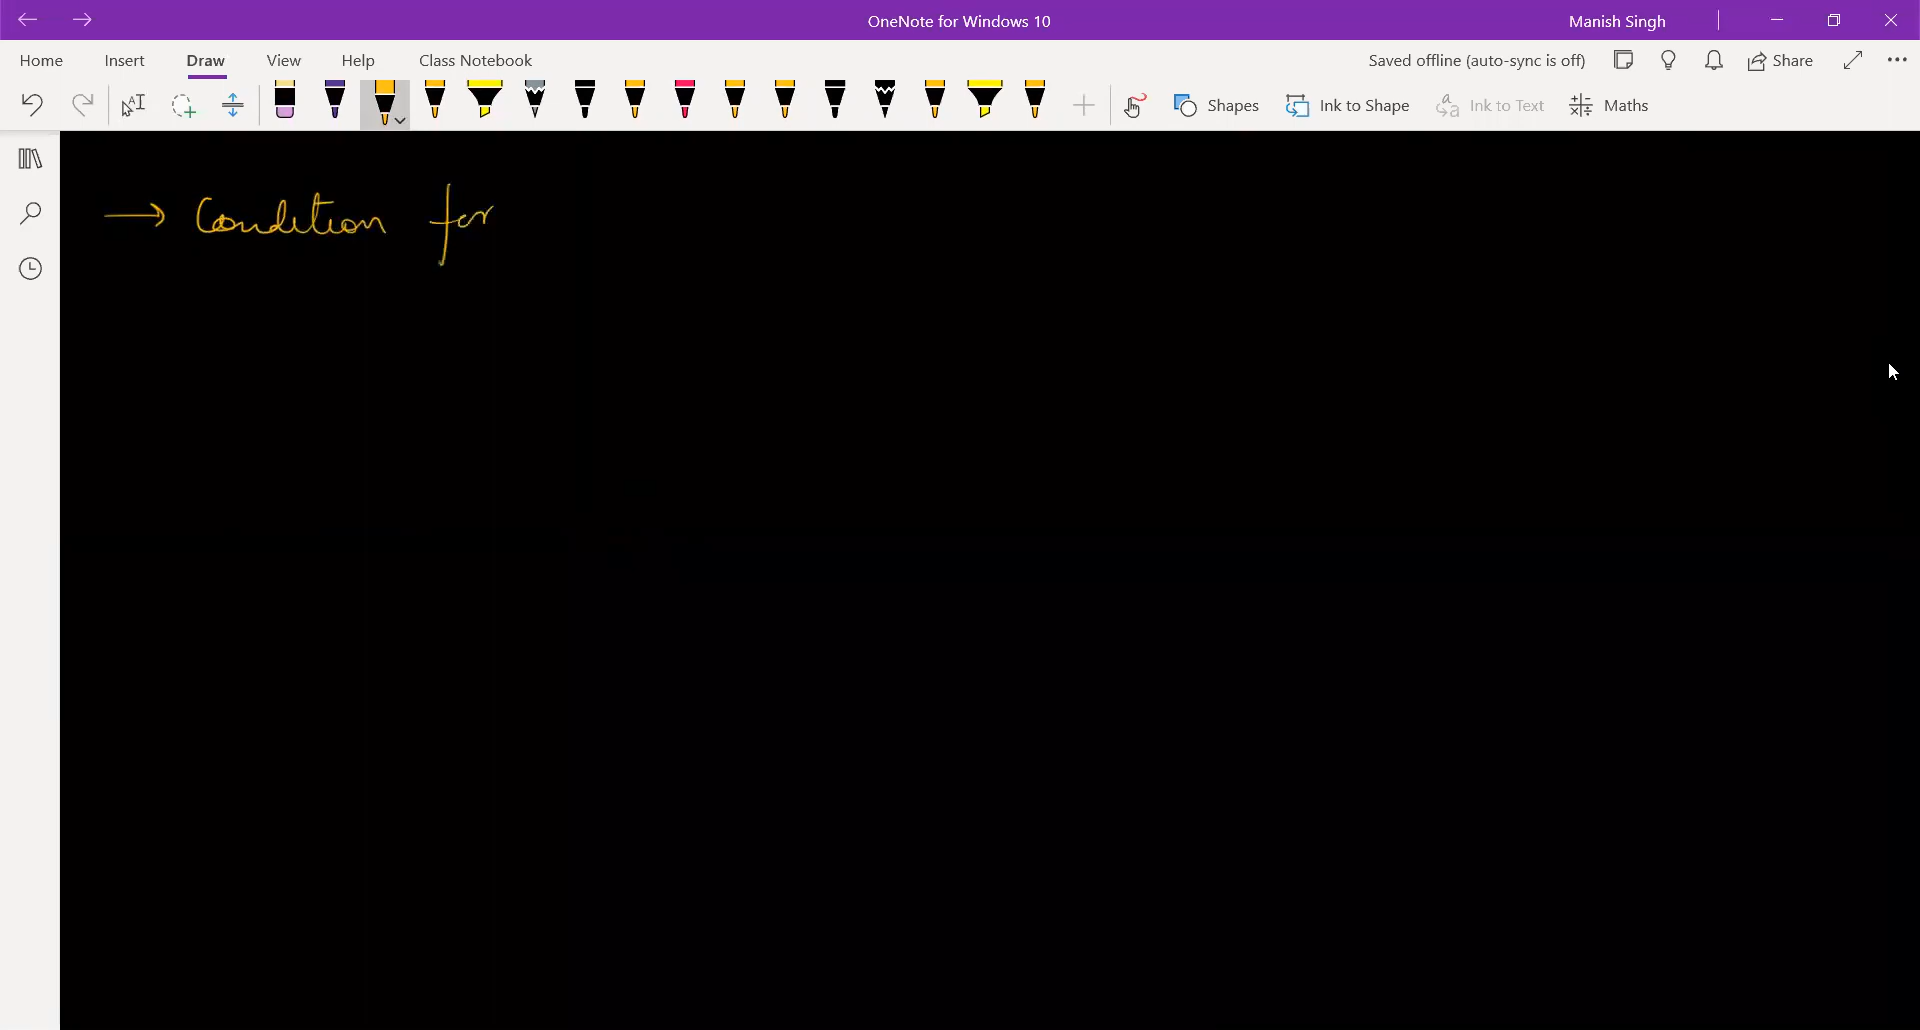 OneNote for Windows 10
Manish Singh
Home Insert Draw View Help Class Notebook
Saved offline (auto-sync is off) Share
Shapes Ink to Shape Ink to Text Maths
→ Condition for